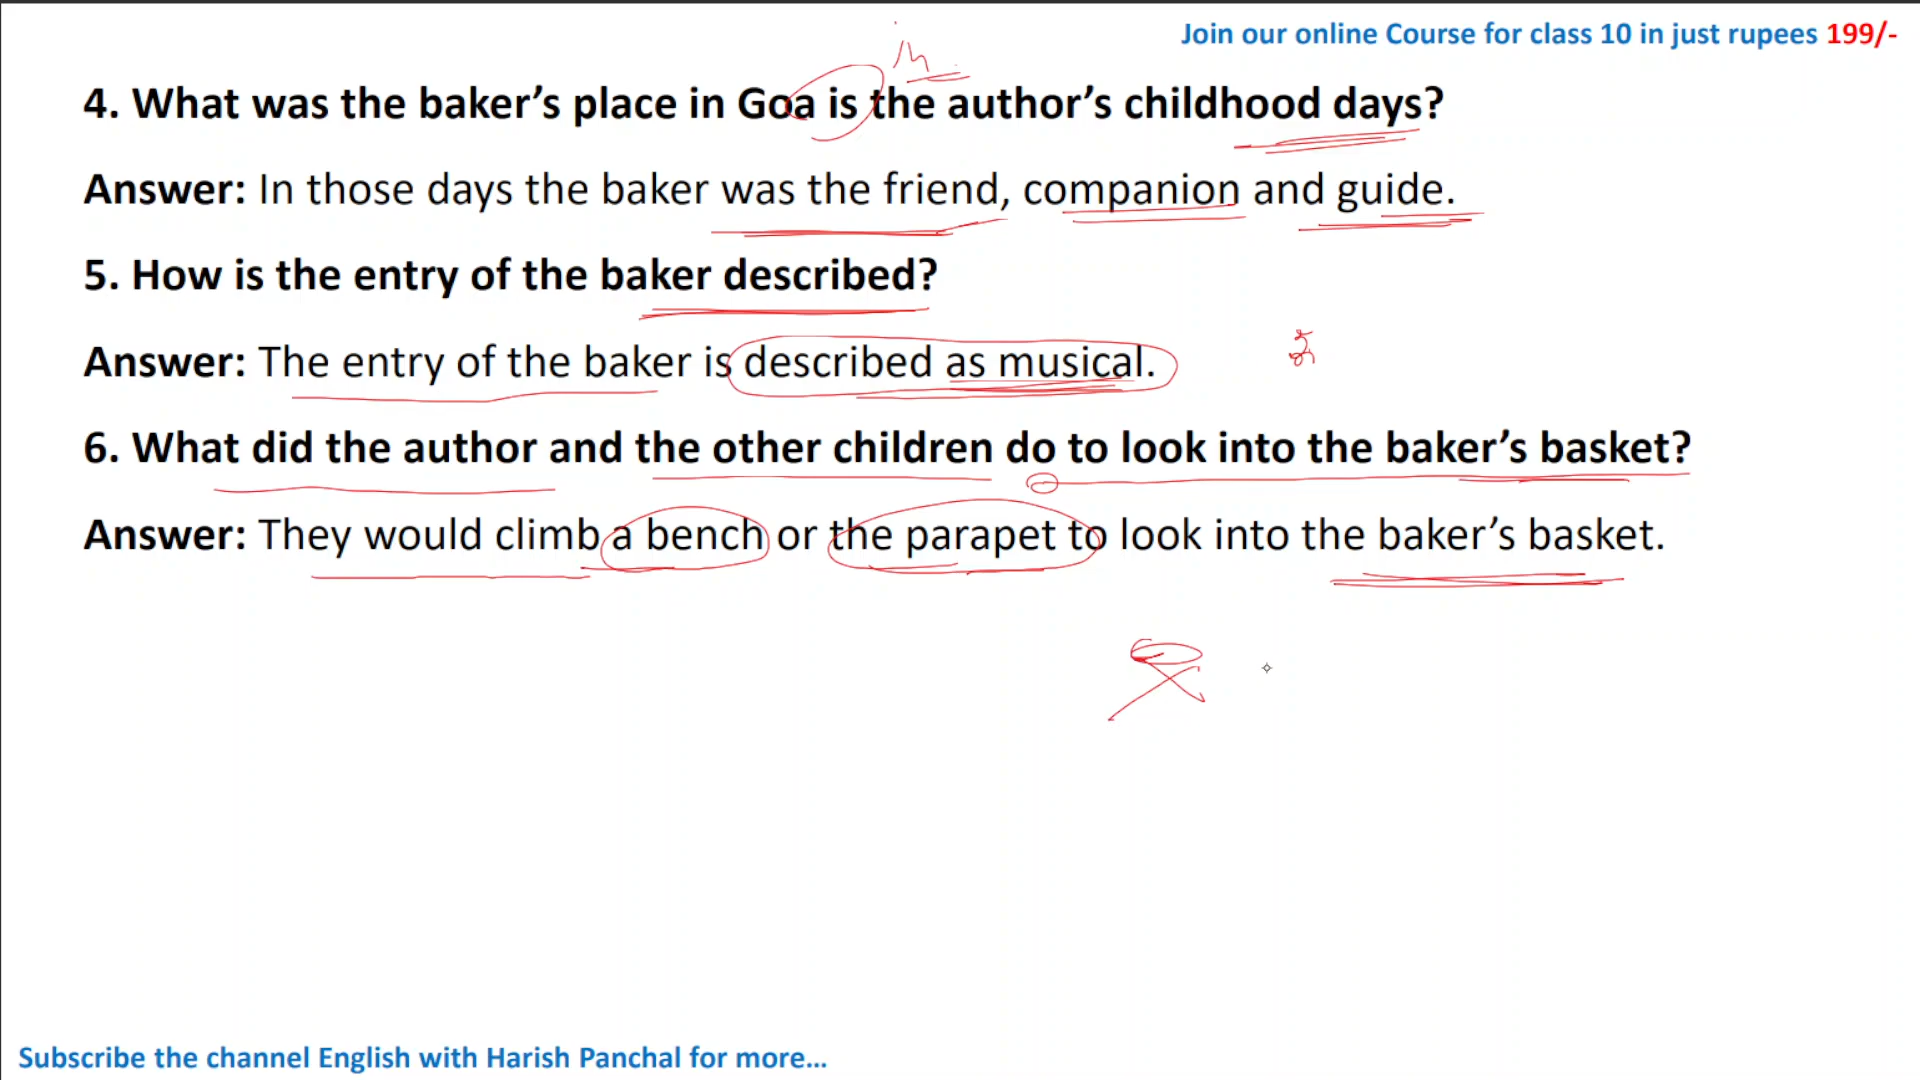 Join our online Course for class 10 in just rupees 199/-
in
4. What was the baker’s place in Goa is the author’s childhood days?
Answer: In those days the baker was the friend, companion and guide.
5. How is the entry of the baker described?
Answer: The entry of the baker is described as musical.
6. What did the author and the other children do to look into the baker’s basket?
Answer: They would climb a bench or the parapet to look into the baker’s basket.
Subscribe the channel English with Harish Panchal for more...